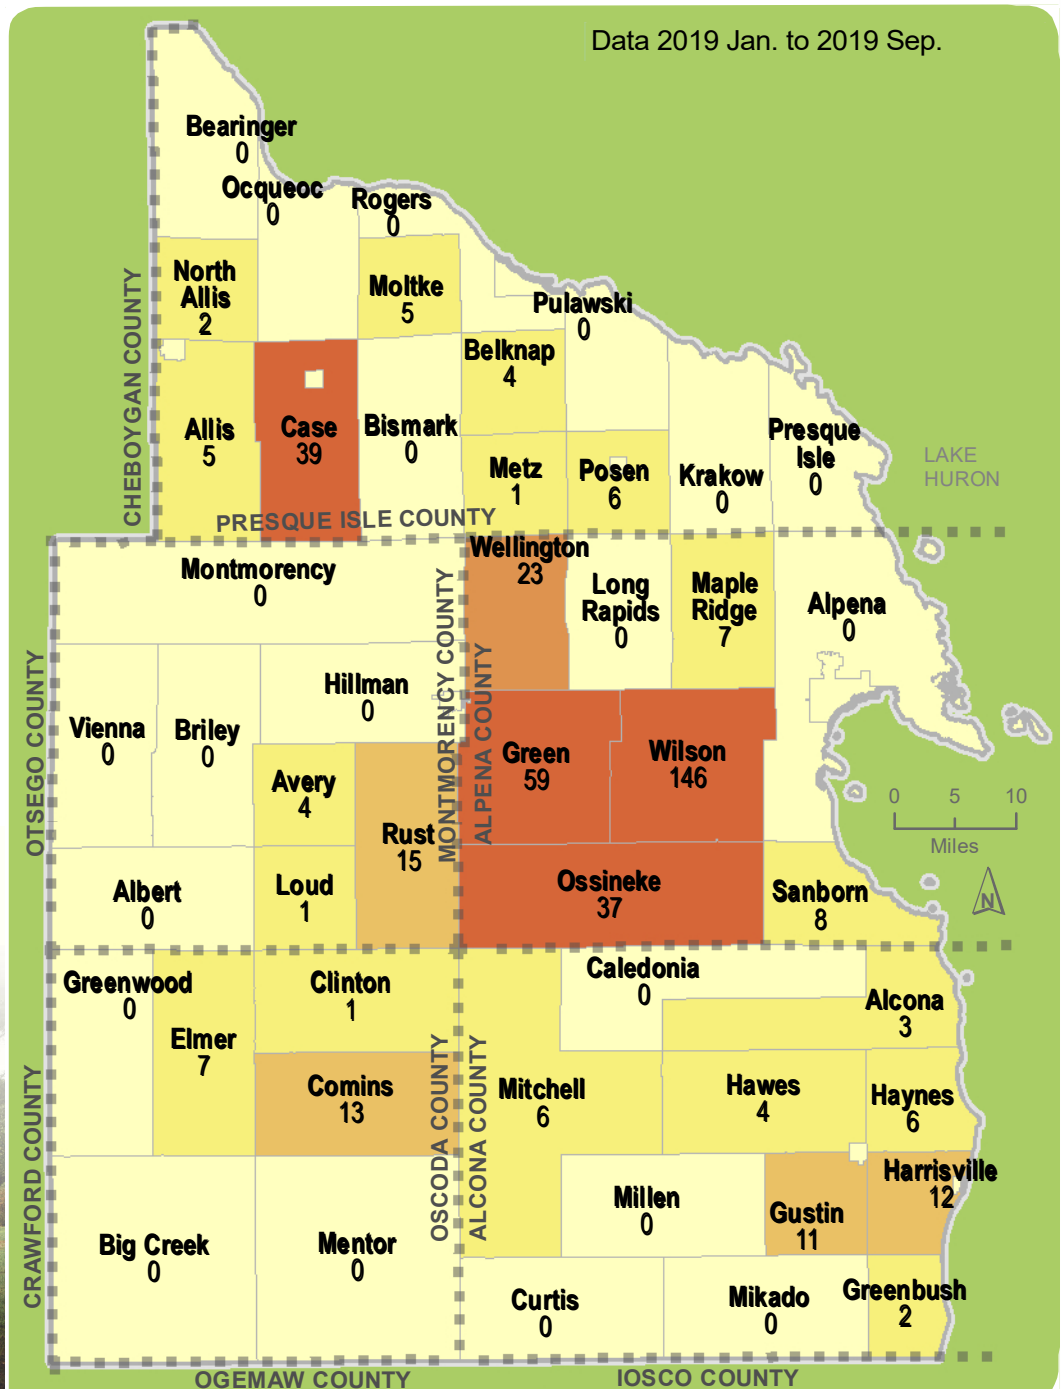 Data 2019 Jan. to 2019 Sep.
Bearinger
0
Ocqueoc
0
Rogers
0
North
Allis
2
Moltke
5
Pulawski
0
CHEBOYGAN COUNTY
Belknap
4
Allis
5
Case
39
Bismark
0
Metz
1
Posen
6
Krakow
0
Presque
Isle
0
LAKE
HURON
PRESQUE ISLE COUNTY
Montmorency
0
Wellington
23
Long
Rapids
0
Maple
Ridge
7
Alpena
0
OTSEGO COUNTY
MONTMORENCY COUNTY
ALPENA COUNTY
Vienna
0
Briley
0
Hillman
0
Avery
4
Rust
15
Green
59
Wilson
146
0 5 10
Miles
N
Albert
0
Loud
1
Ossineke
37
Sanborn
8
Greenwood
0
Elmer
7
Clinton
1
Caledonia
0
Alcona
3
CRAWFORD COUNTY
OSCODA COUNTY
ALCONA COUNTY
Comins
13
Mitchell
6
Hawes
4
Haynes
6
Big Creek
0
Mentor
0
Millen
0
Gustin
11
Harrisville
12
Curtis
0
Mikado
0
Greenbush
2
OGEMAW COUNTY
IOSCO COUNTY